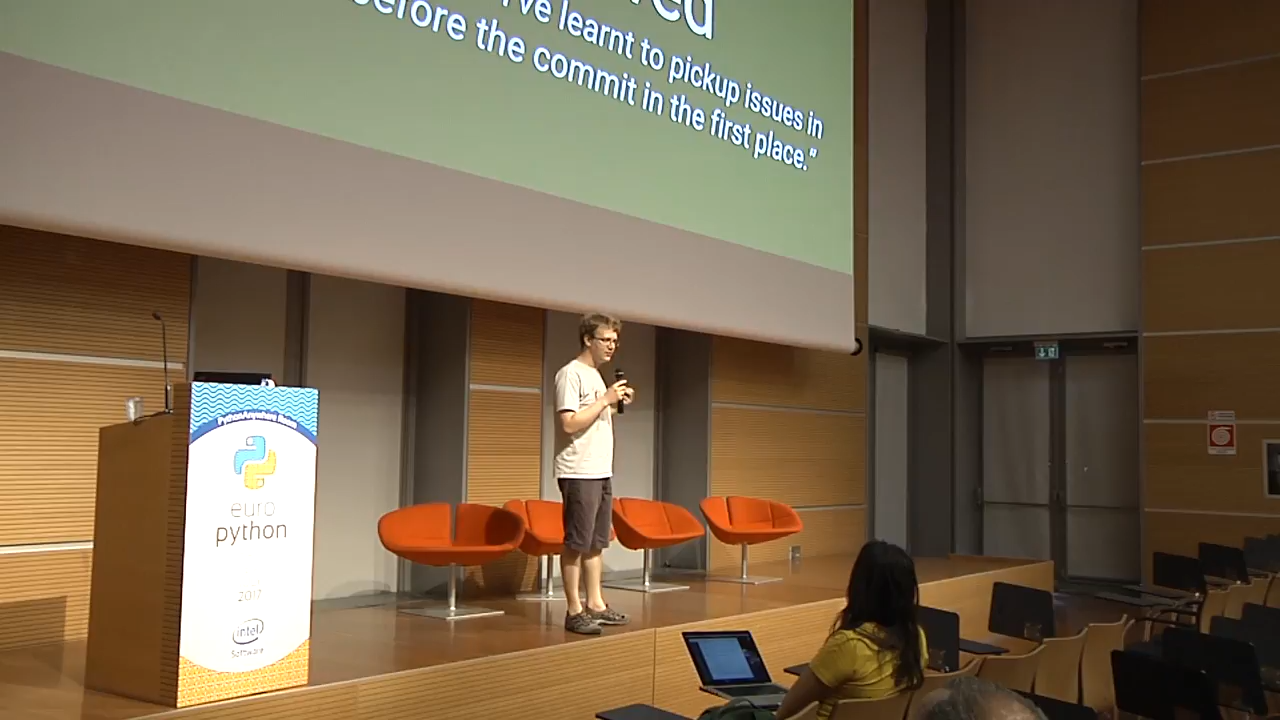 've learnt to pickup issues in
before the commit in the first place."
PythonAnywhere Room
euro
python
2017
intel
Software